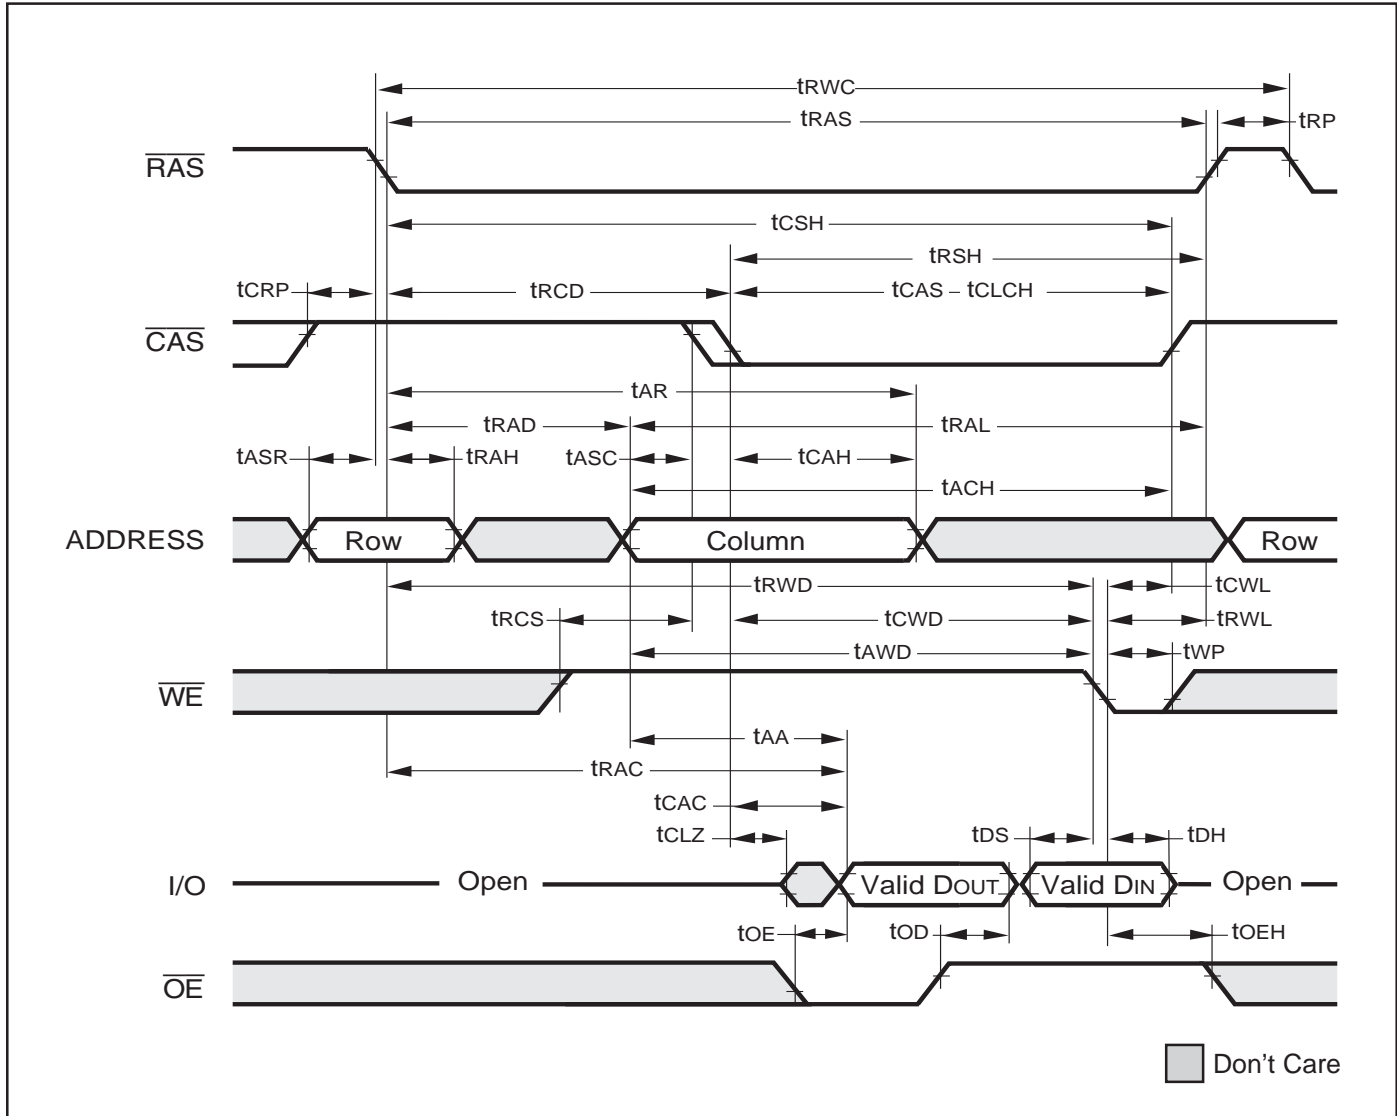 tRWC
tRAS
tRP
RAS
tCSH
tRSH
tCRP
tRCD
tCAS – tCLCH
CAS
tAR
tRAD
tRAL
tASR
tRAH
tASC
tCAH
tACH
ADDRESS
Row
Column
Row
tRWD
tCWL
tRCS
tCWD
tRWL
tAWD
tWP
WE
tAA
tRAC
tCAC
tCLZ
tDS
tDH
I/O
Open
Valid DOUT
Valid DIN
Open
tOE
tOD
tOEH
OE
Don't Care